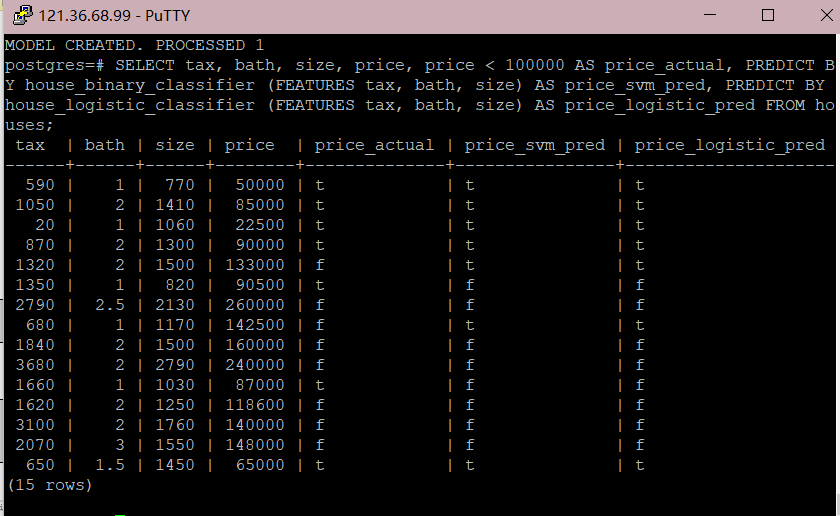 121.36.68.99 - PuTTY
MODEL CREATED. PROCESSED 1
postgres=# SELECT tax, bath, size, price, price < 100000 AS price_actual, PREDICT B
Y house_binary_classifier (FEATURES tax, bath, size) AS price_svm_pred, PREDICT BY
house_logistic_classifier (FEATURES tax, bath, size) AS price_logistic_pred FROM ho
uses;
 tax  | bath | size | price  | price_actual | price_svm_pred | price_logistic_pred
------+------+------+--------+--------------+----------------+---------------------
  590 |    1 |  770 |  50000 | t            | t              | t
 1050 |    2 | 1410 |  85000 | t            | t              | t
   20 |    1 | 1060 |  22500 | t            | t              | t
  870 |    2 | 1300 |  90000 | t            | t              | t
 1320 |    2 | 1500 | 133000 | f            | t              | t
 1350 |    1 |  820 |  90500 | t            | f              | f
 2790 |  2.5 | 2130 | 260000 | f            | f              | f
  680 |    1 | 1170 | 142500 | f            | t              | t
 1840 |    2 | 1500 | 160000 | f            | f              | f
 3680 |    2 | 2790 | 240000 | f            | f              | f
 1660 |    1 | 1030 |  87000 | t            | f              | f
 1620 |    2 | 1250 | 118600 | f            | f              | f
 3100 |    2 | 1760 | 140000 | f            | f              | f
 2070 |    3 | 1550 | 148000 | f            | f              | f
  650 |  1.5 | 1450 |  65000 | t            | t              | t
(15 rows)